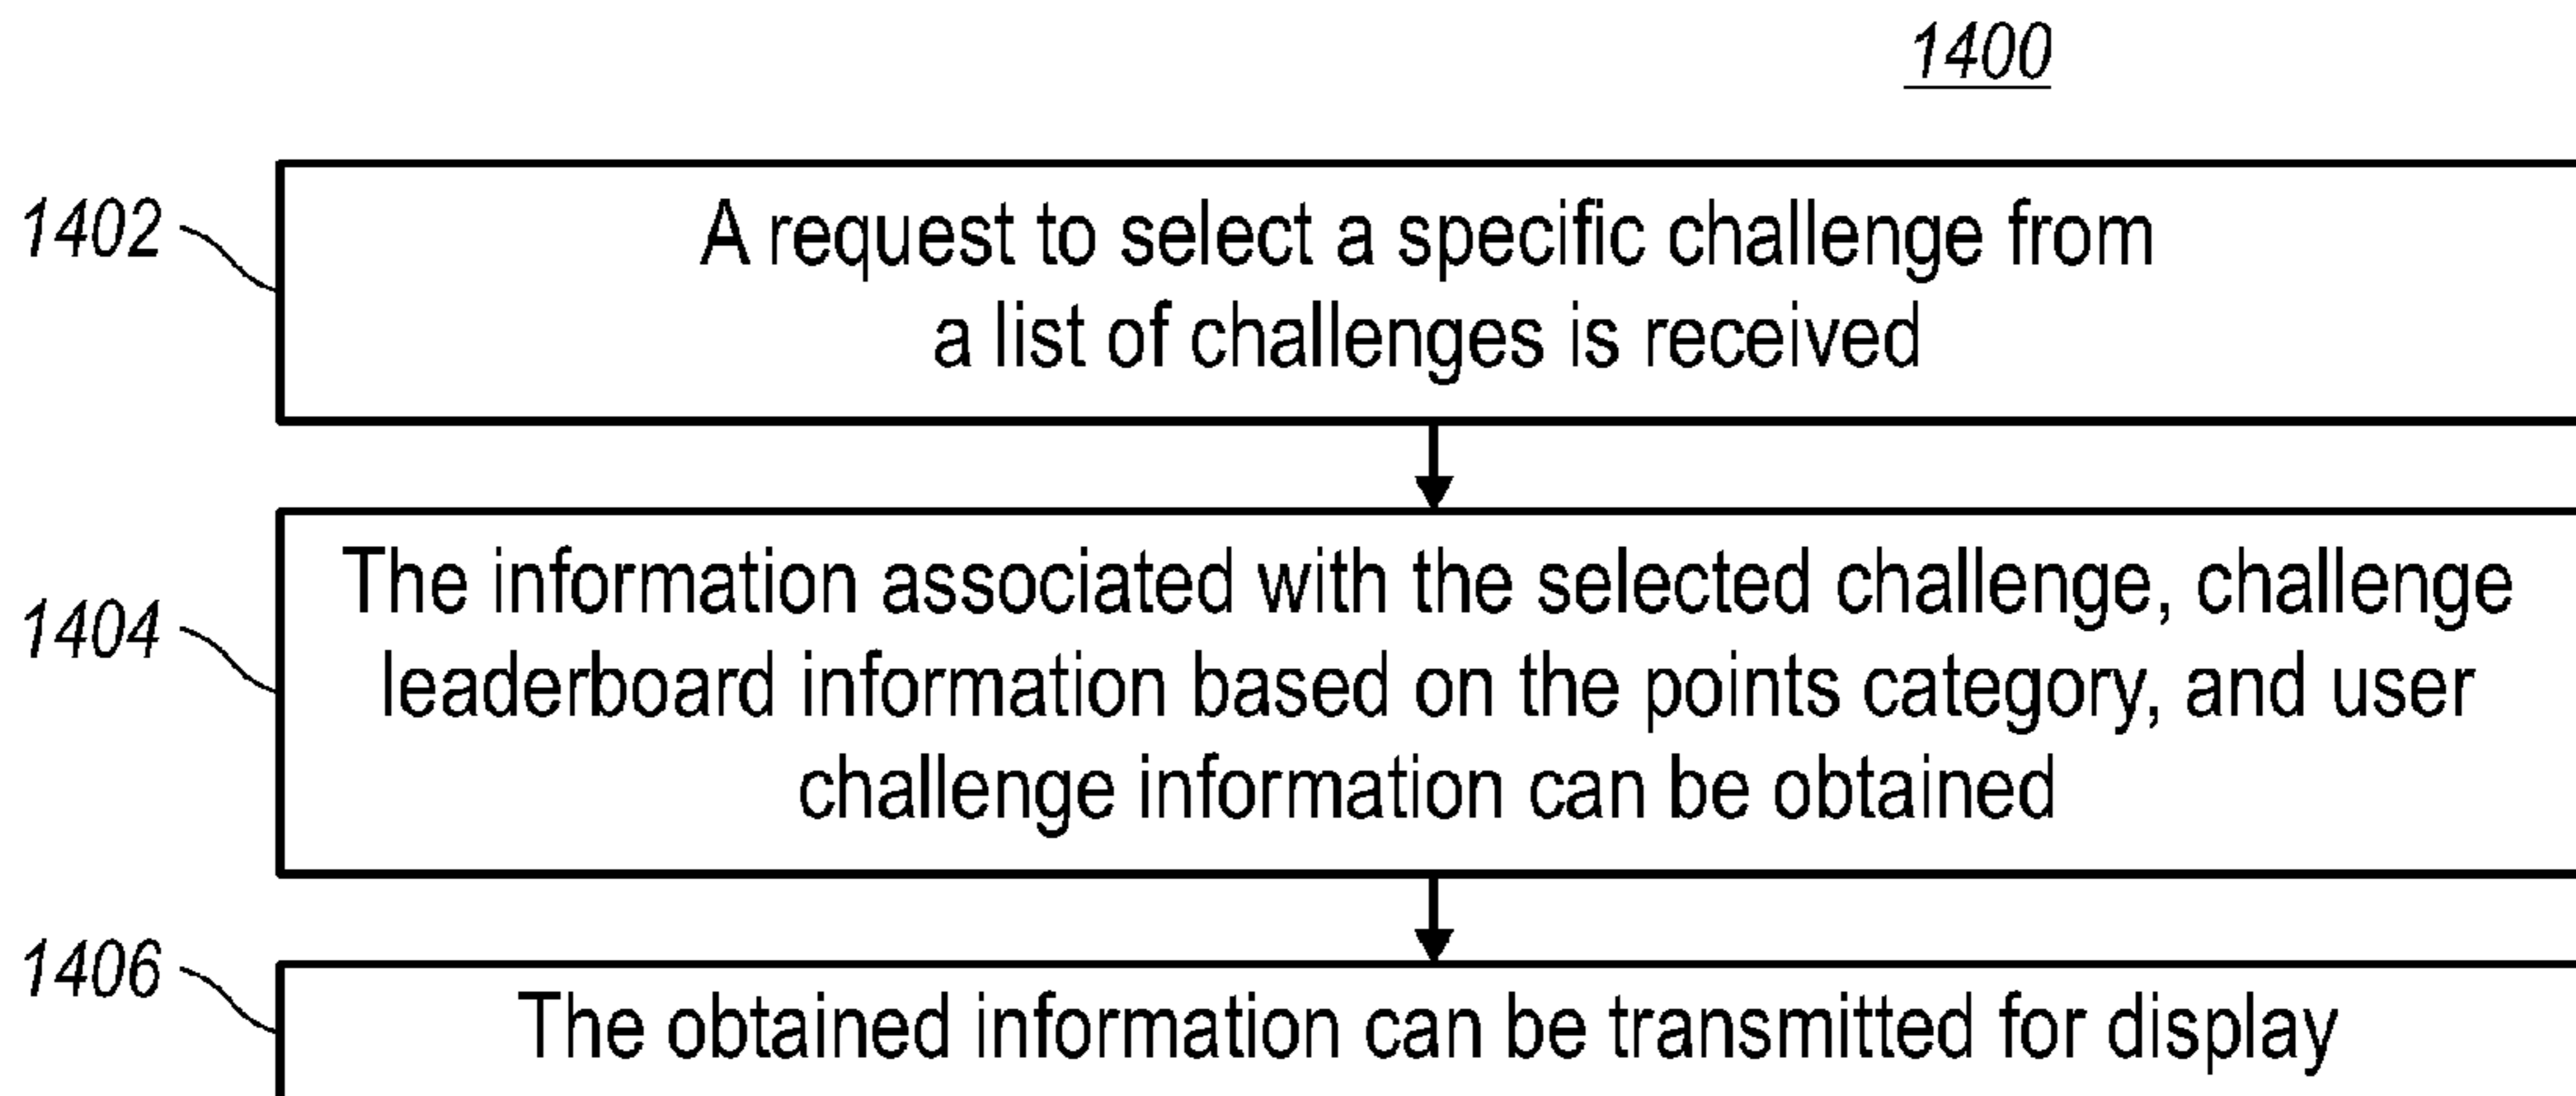 1400
1402
A request to select a specific challenge from
a list of challenges is received
1404
The information associated with the selected challenge, challenge
leaderboard information based on the points category, and user
challenge information can be obtained
1406
The obtained information can be transmitted for display